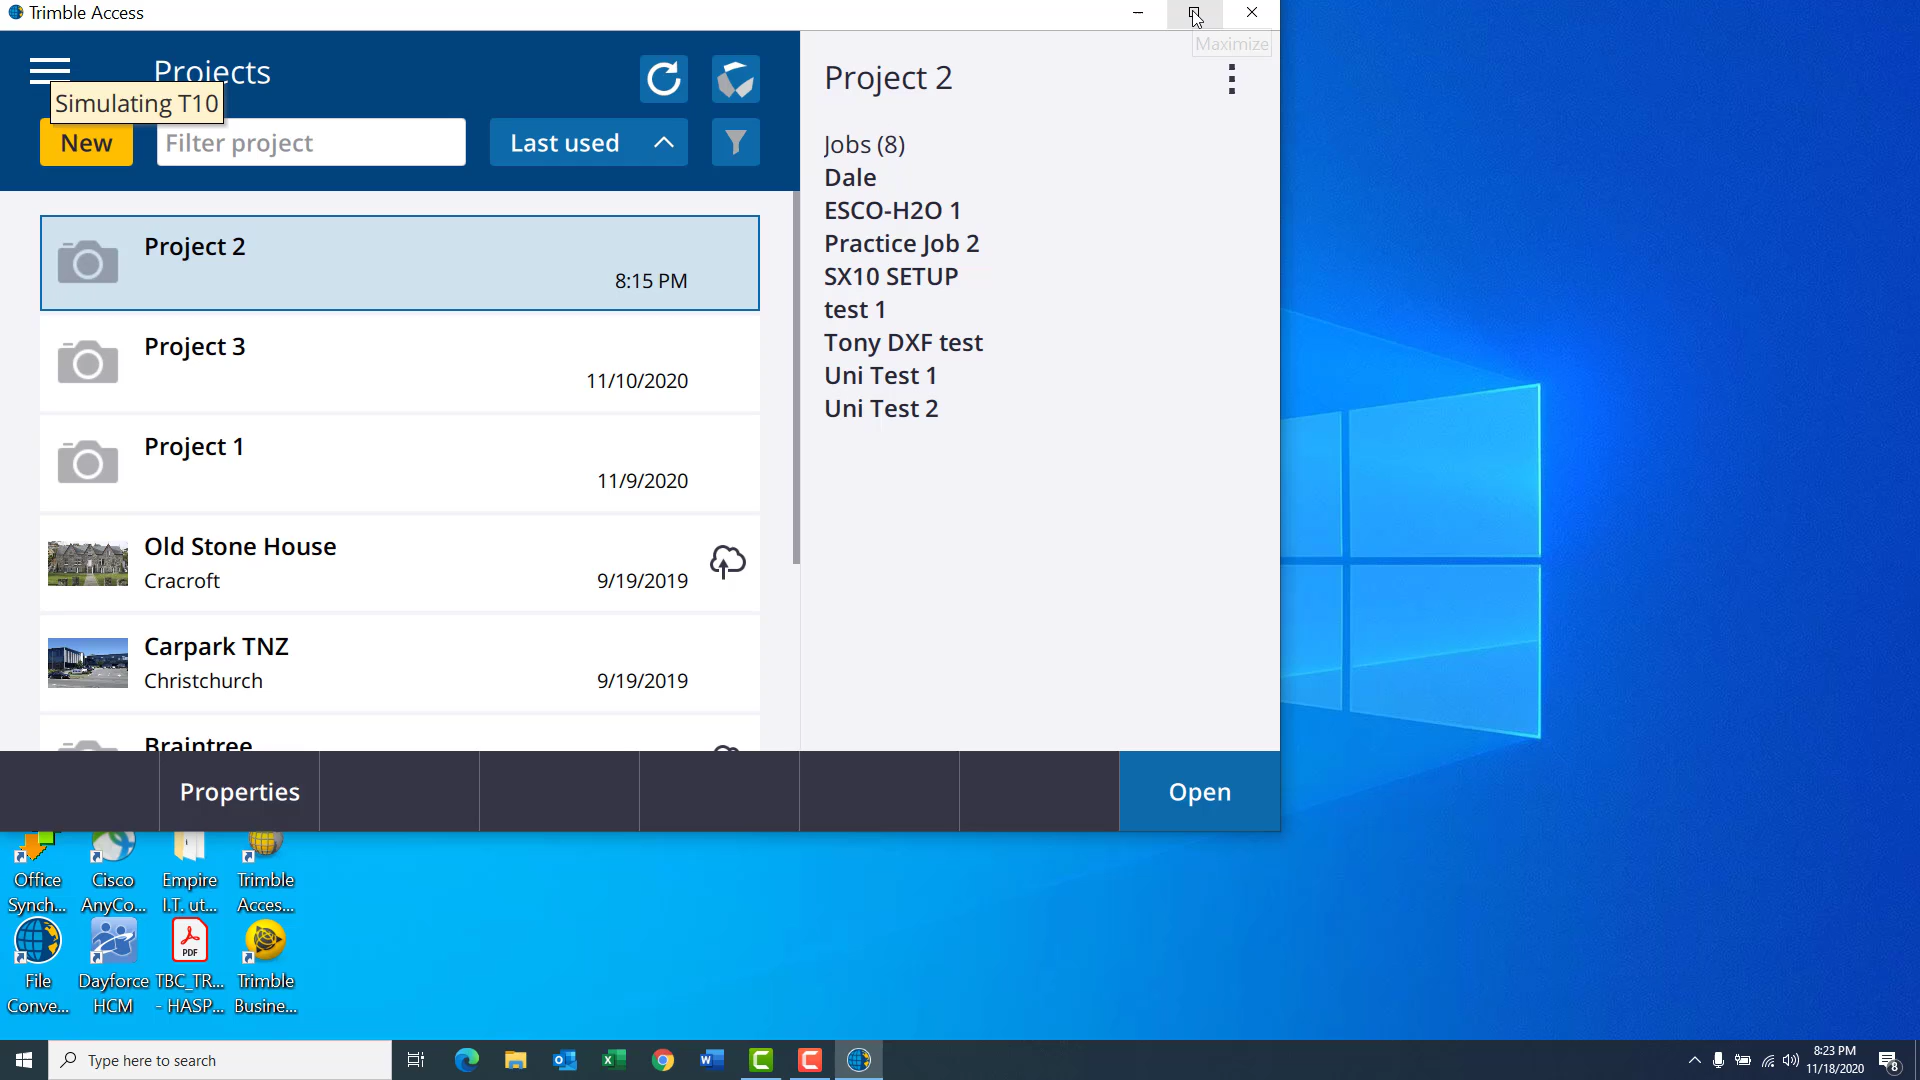 Trimble Access
Maximize
Projects
Simulating T10
New
Filter project
Last used
Project 2
8:15 PM
Project 3
11/10/2020
Project 1
11/9/2020
Old Stone House
Cracroft
9/19/2019
Carpark TNZ
Christchurch
9/19/2019
Braintree
Project 2
Jobs (8)
Dale
ESCO-H2O 1
Practice Job 2
SX10 SETUP
test 1
Tony DXF test
Uni Test 1
Uni Test 2
Properties
Open
Office
Synch...
Cisco
AnyCo...
Empire
I.T. ut...
Trimble
Acces...
File
Conve...
Dayforce
HCM
PDF
TBC_TR...
- HASP...
Trimble
Busine...
Type here to search
8:23 PM
11/18/2020
8